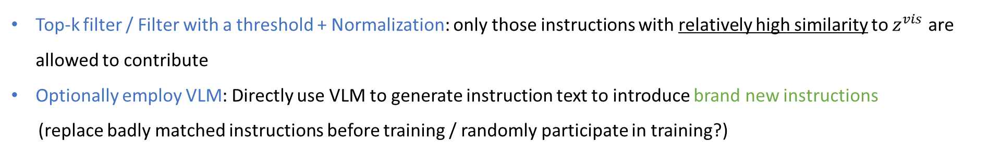 • Top-k filter / Filter with a threshold + Normalization: only those instructions with relatively high similarity to z^vis are
allowed to contribute
• Optionally employ VLM: Directly use VLM to generate instruction text to introduce brand new instructions
(replace badly matched instructions before training / randomly participate in training?)